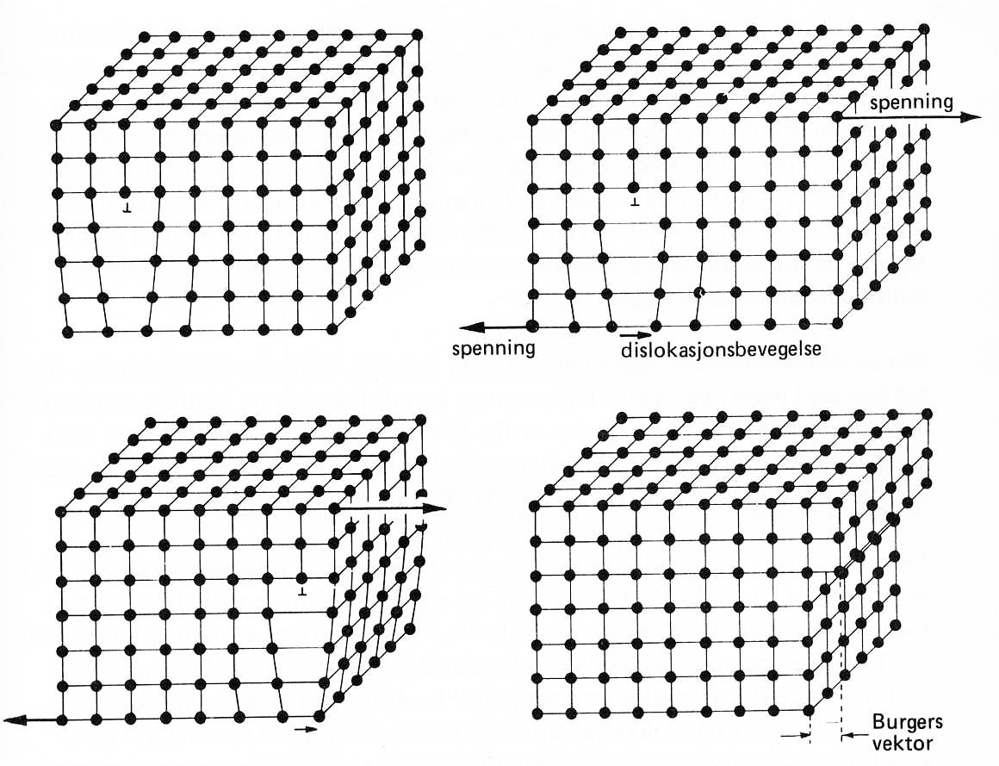 spenning
spenning
dislokasjonsbevegelse
Burgers
vektor